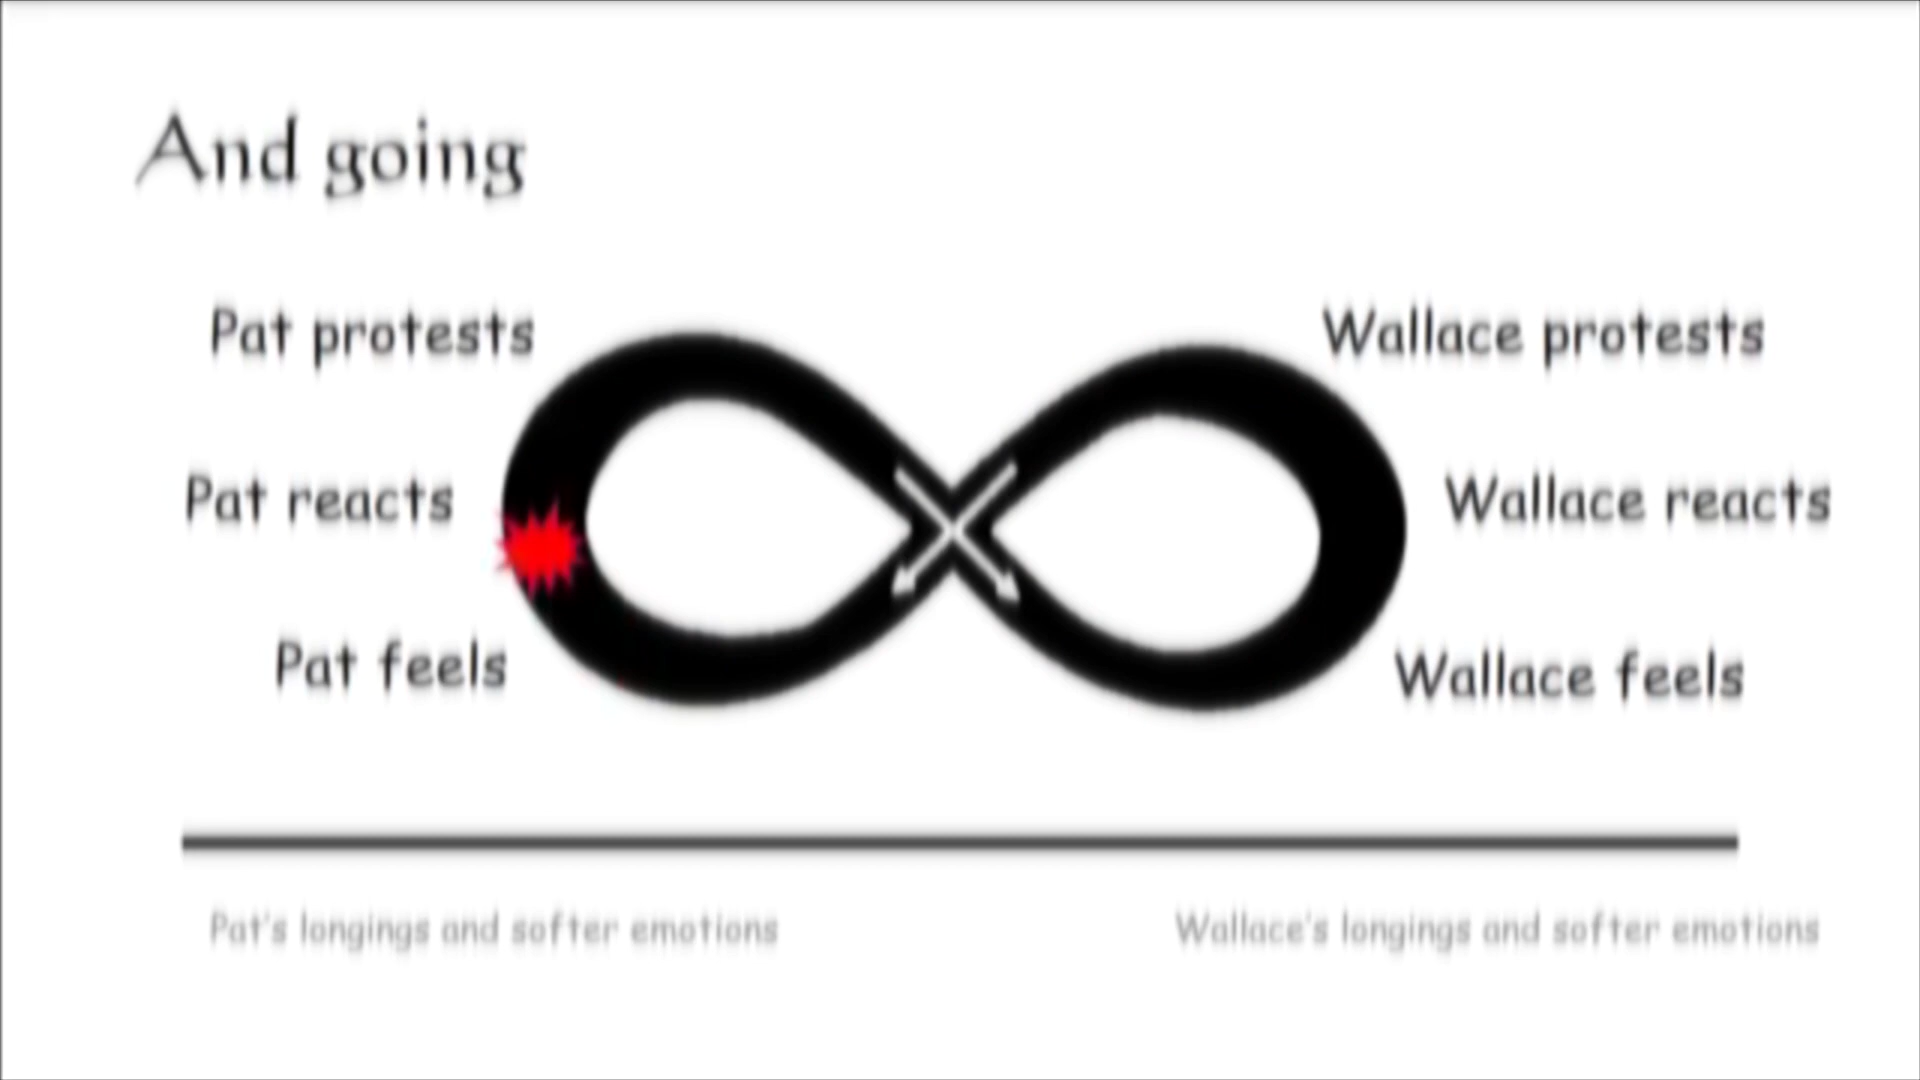 And going
Pat protests
Wallace protests
Pat reacts
Wallace reacts
Pat feels
Wallace feels
Pat's longings and softer emotions
Wallace's longings and softer emotions